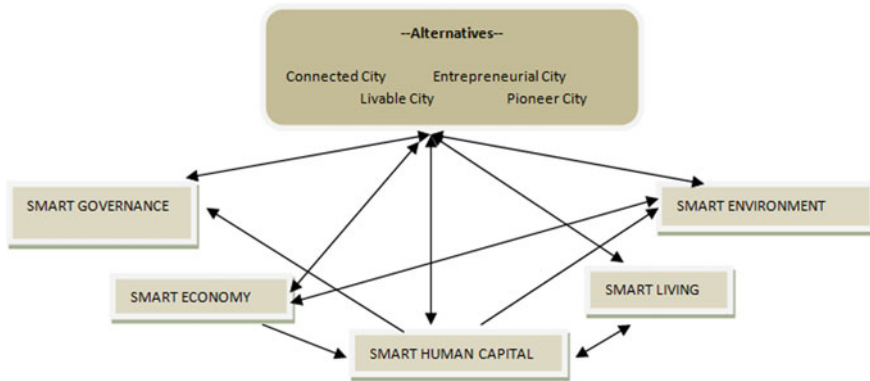 --Alternatives--
Connected City Entrepreneurial City
Livable City Pioneer City
SMART GOVERNANCE
SMART ENVIRONMENT
SMART ECONOMY
SMART LIVING
SMART HUMAN CAPITAL